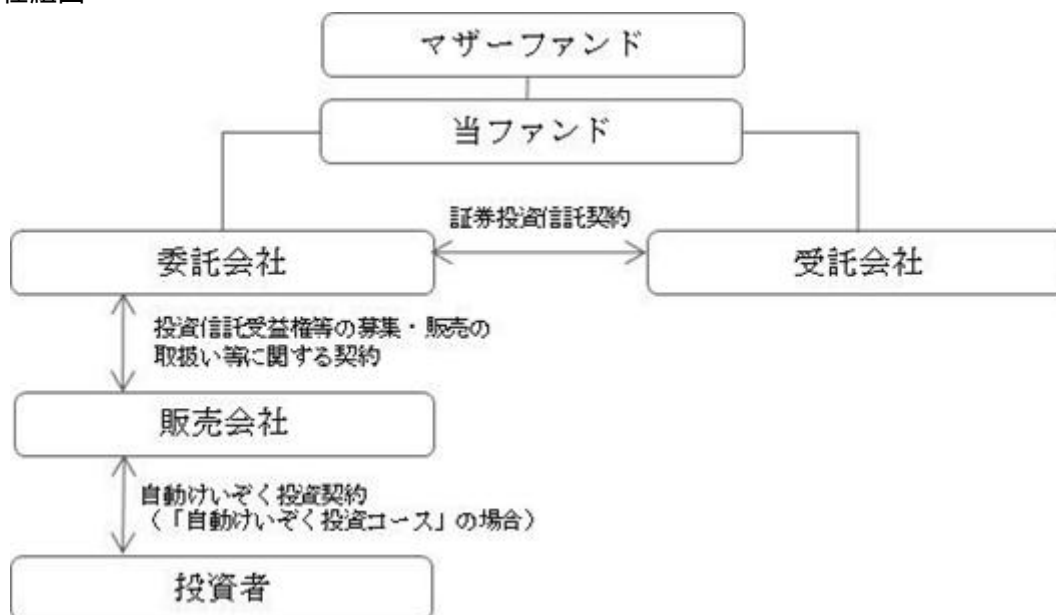 マザーファンド
当ファンド
証券投資信託契約
委託会社
受託会社
投資信託受益権等の募集・販売の
取扱い等に関する契約
販売会社
自動けいぞく投資契約
（「自動けいぞく投資コース」の場合）
投資者